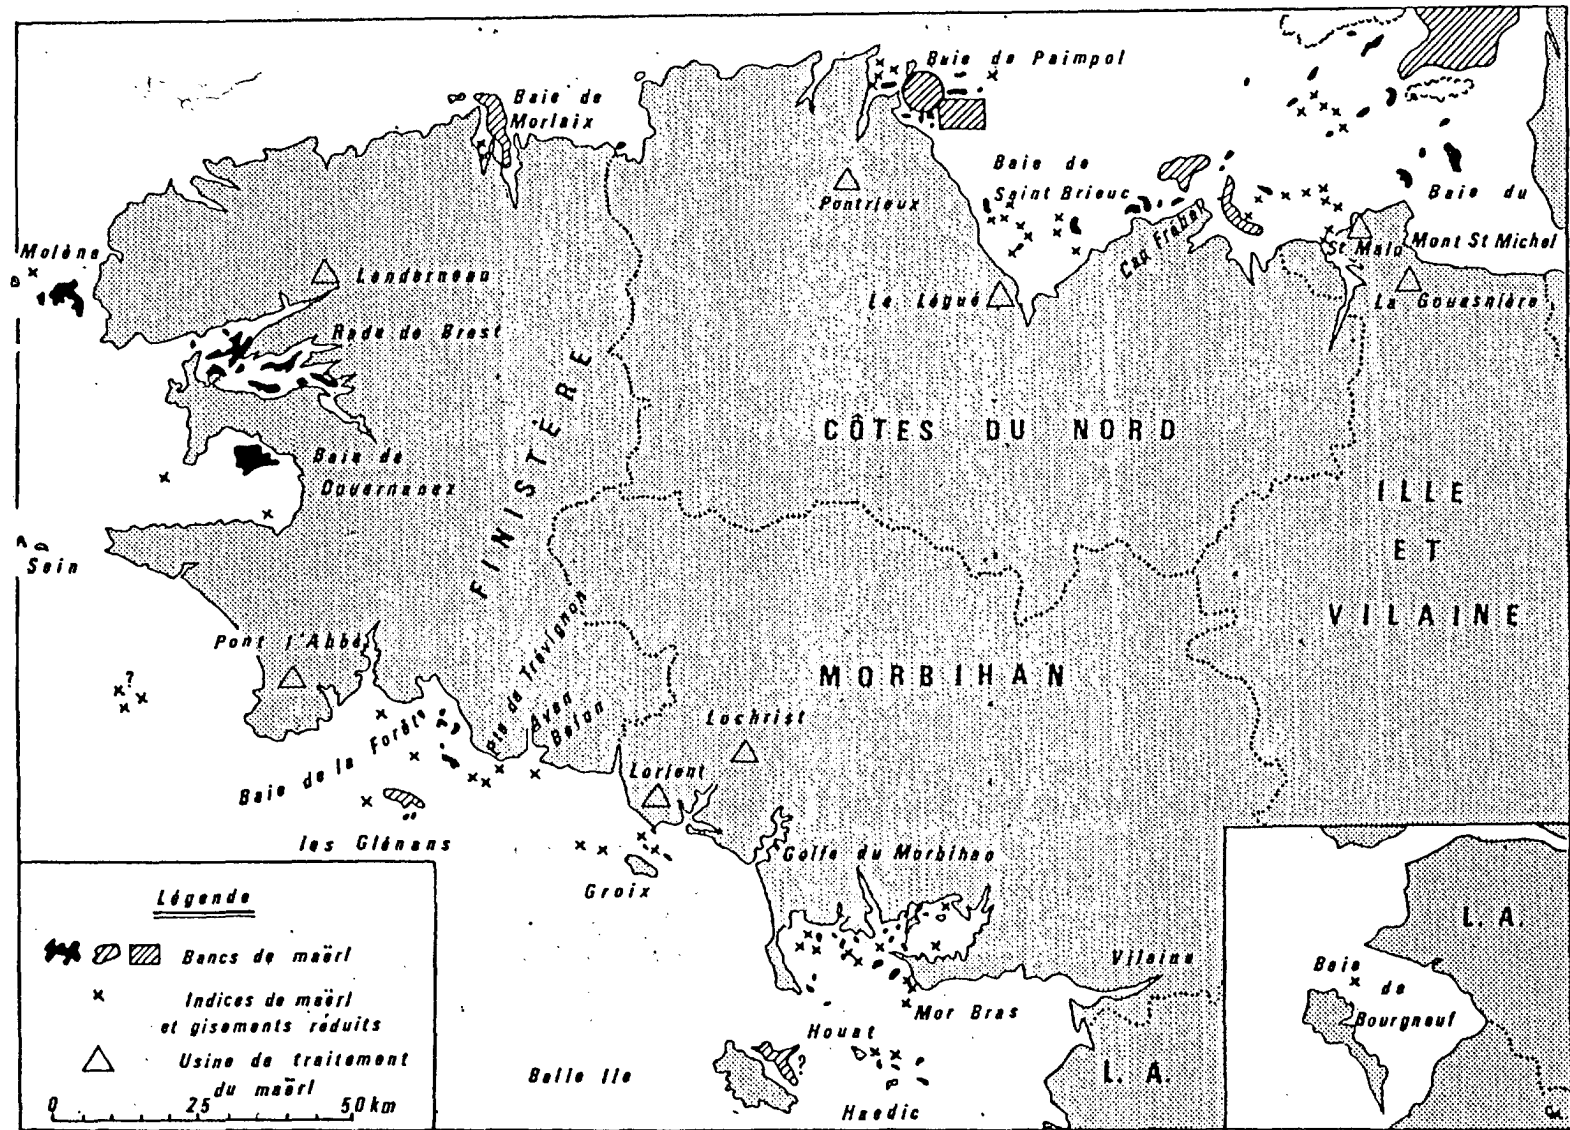 Baie de Paimpol
Baie de
Morlaix
Baie de
Saint Brieuc
Pontrieux
Baie du
Mont St Michel
Cap Fréhel
St Malo
Molène
Landerneau
Le Légué
La Gouesnière
Rade de Brest
FINISTÈRE
CÔTES DU NORD
Baie de
Douarnenez
ILLE
ET
VILAINE
Sein
Pont l'Abbé
Pte de Trévignon
Aven
Belon
MORBIHAN
?
Baie de la Forêt
Lochrist
Lorient
les Glénans
Groix
Golfe du Morbihan
Vilaine
Mor Bras
Houat
?
Belle Ile
Haedic
L. A.
L. A.
Baie
de
Bourgneuf
Légende
Bancs de maërl
Indices de maërl
et gisements réduits
Usine de traitement
du maërl
0 25 50 km